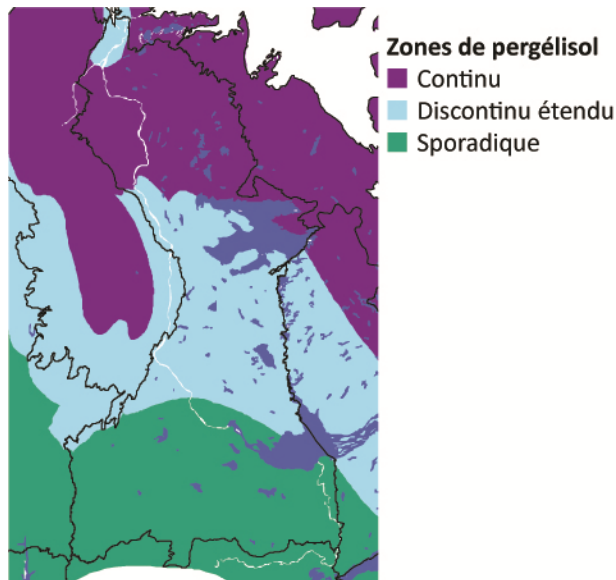 Zones de pergélisol
Continu
Discontinu étendu
Sporadique